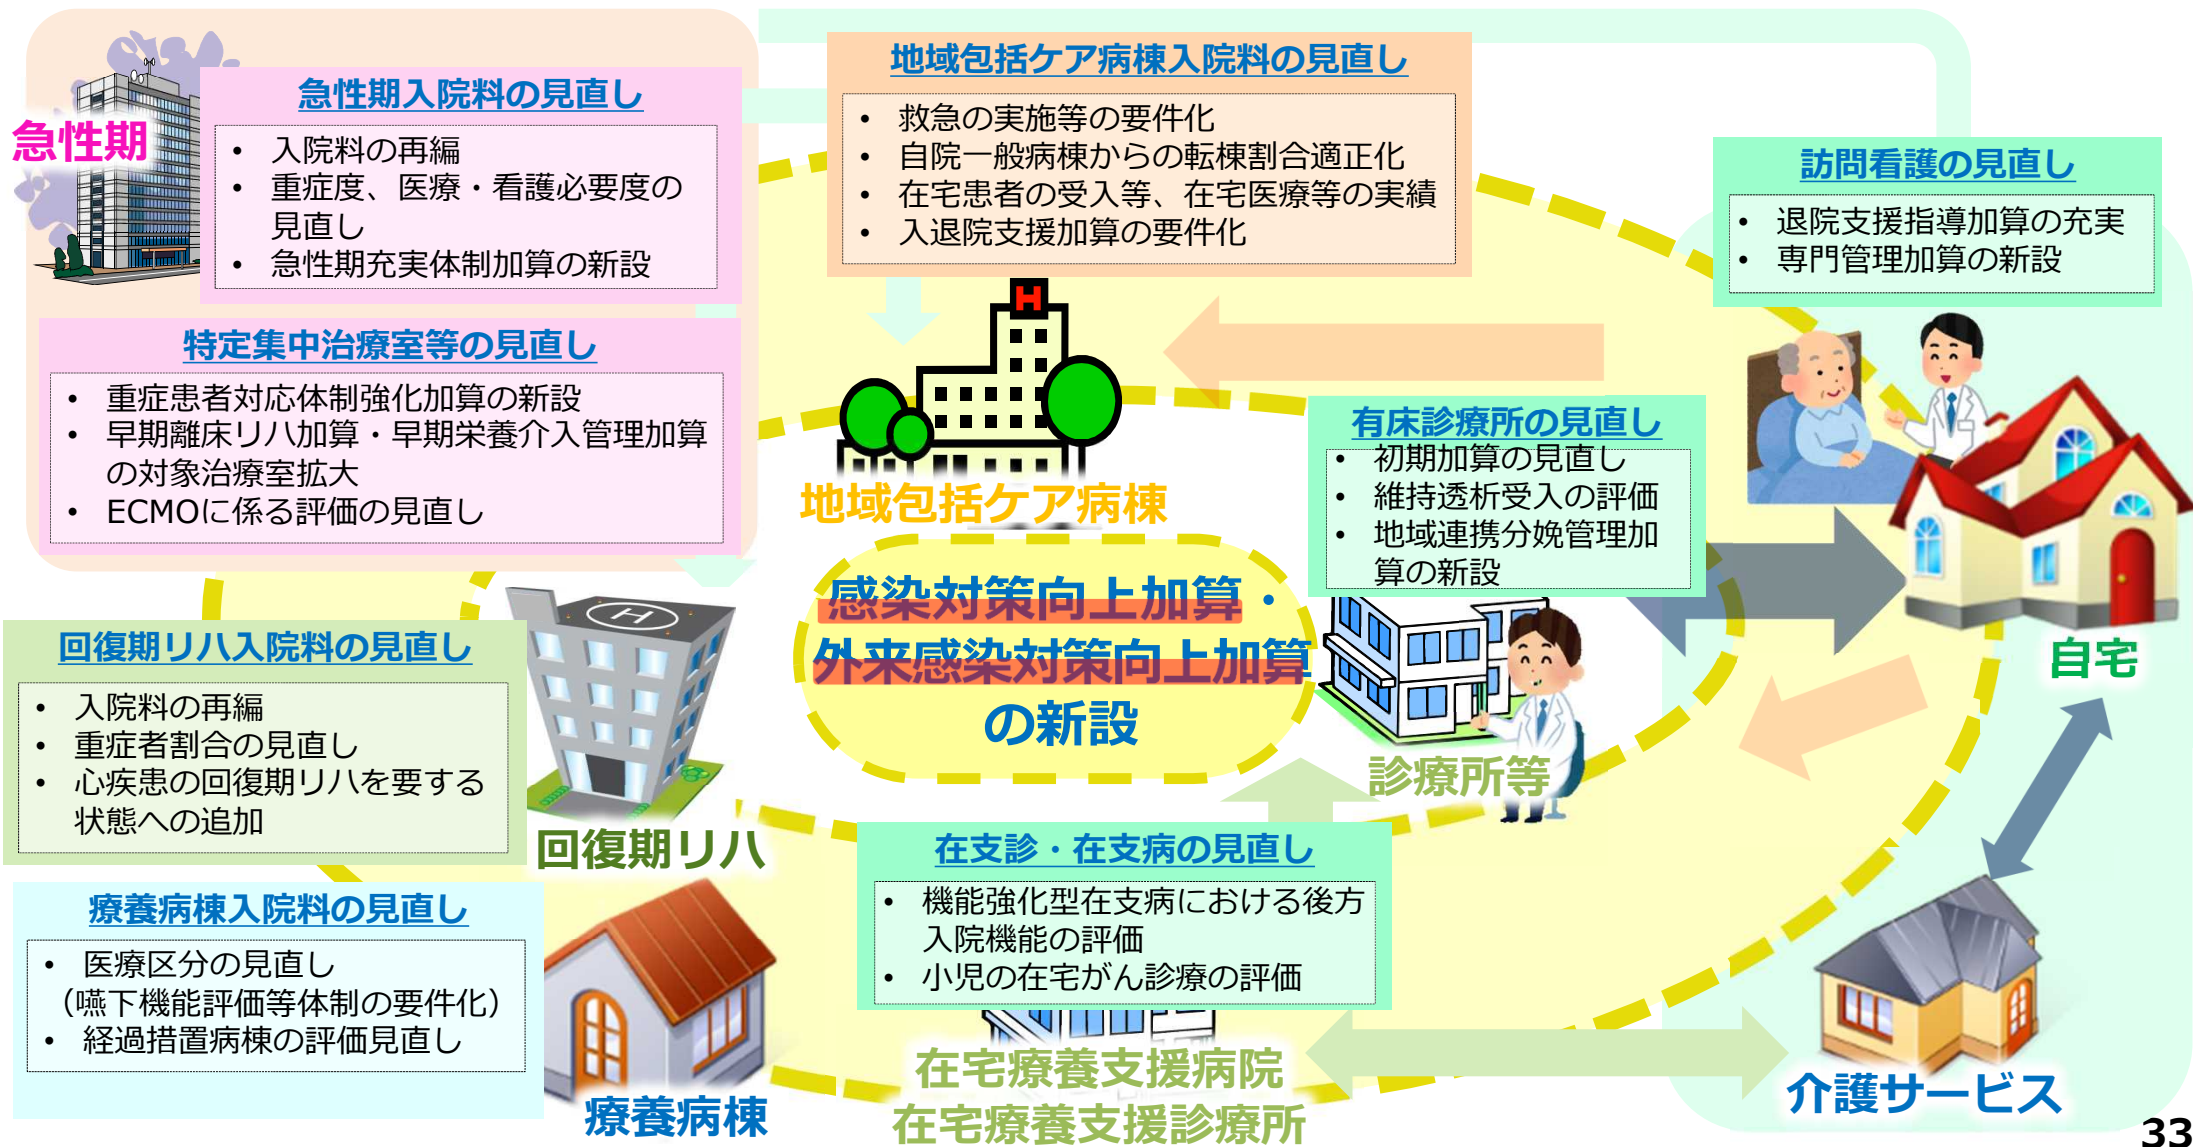 急性期
急性期入院料の見直し
• 入院料の再編
• 重症度、医療・看護必要度の
見直し
• 急性期充実体制加算の新設
特定集中治療室等の見直し
• 重症患者対応体制強化加算の新設
• 早期離床リハ加算・早期栄養介入管理加算
の対象治療室拡大
• ECMOに係る評価の見直し
地域包括ケア病棟入院料の見直し
• 救急の実施等の要件化
• 自院一般病棟からの転棟割合適正化
• 在宅患者の受入等、在宅医療等の実績
• 入退院支援加算の要件化
H
地域包括ケア病棟
訪問看護の見直し
• 退院支援指導加算の充実
• 専門管理加算の新設
有床診療所の見直し
• 初期加算の見直し
• 維持透析受入の評価
• 地域連携分娩管理加
算の新設
自宅
診療所等
感染対策向上加算・
外来感染対策向上加算
の新設
回復期リハ入院料の見直し
• 入院料の再編
• 重症者割合の見直し
• 心疾患の回復期リハを要する
状態への追加
H
回復期リハ
療養病棟入院料の見直し
• 医療区分の見直し
（嚥下機能評価等体制の要件化）
• 経過措置病棟の評価見直し
療養病棟
在支診・在支病の見直し
• 機能強化型在支病における後方
入院機能の評価
• 小児の在宅がん診療の評価
在宅療養支援病院
在宅療養支援診療所
介護サービス
33